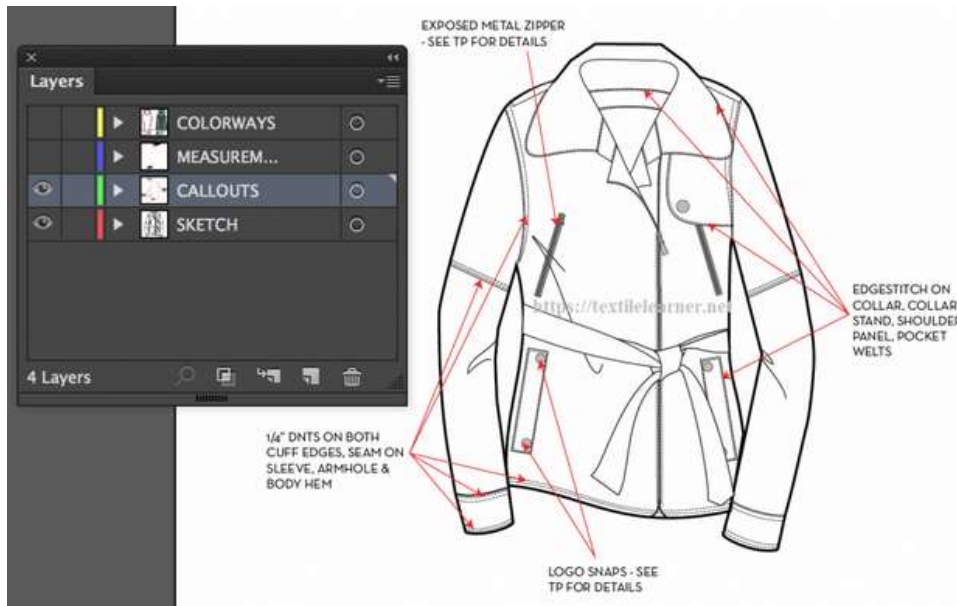 Layers
COLORWAYS
MEASUREM...
CALLOUTS
SKETCH
4 Layers
EXPOSED METAL ZIPPER
- SEE TP FOR DETAILS
https://textilelearner.net
EDGESTITCH ON
COLLAR, COLLAR
STAND, SHOULDER
PANEL, POCKET
WELTS
1/4" DNTS ON BOTH
CUFF EDGES, SEAM ON
SLEEVE, ARMHOLE &
BODY HEM
LOGO SNAPS - SEE
TP FOR DETAILS